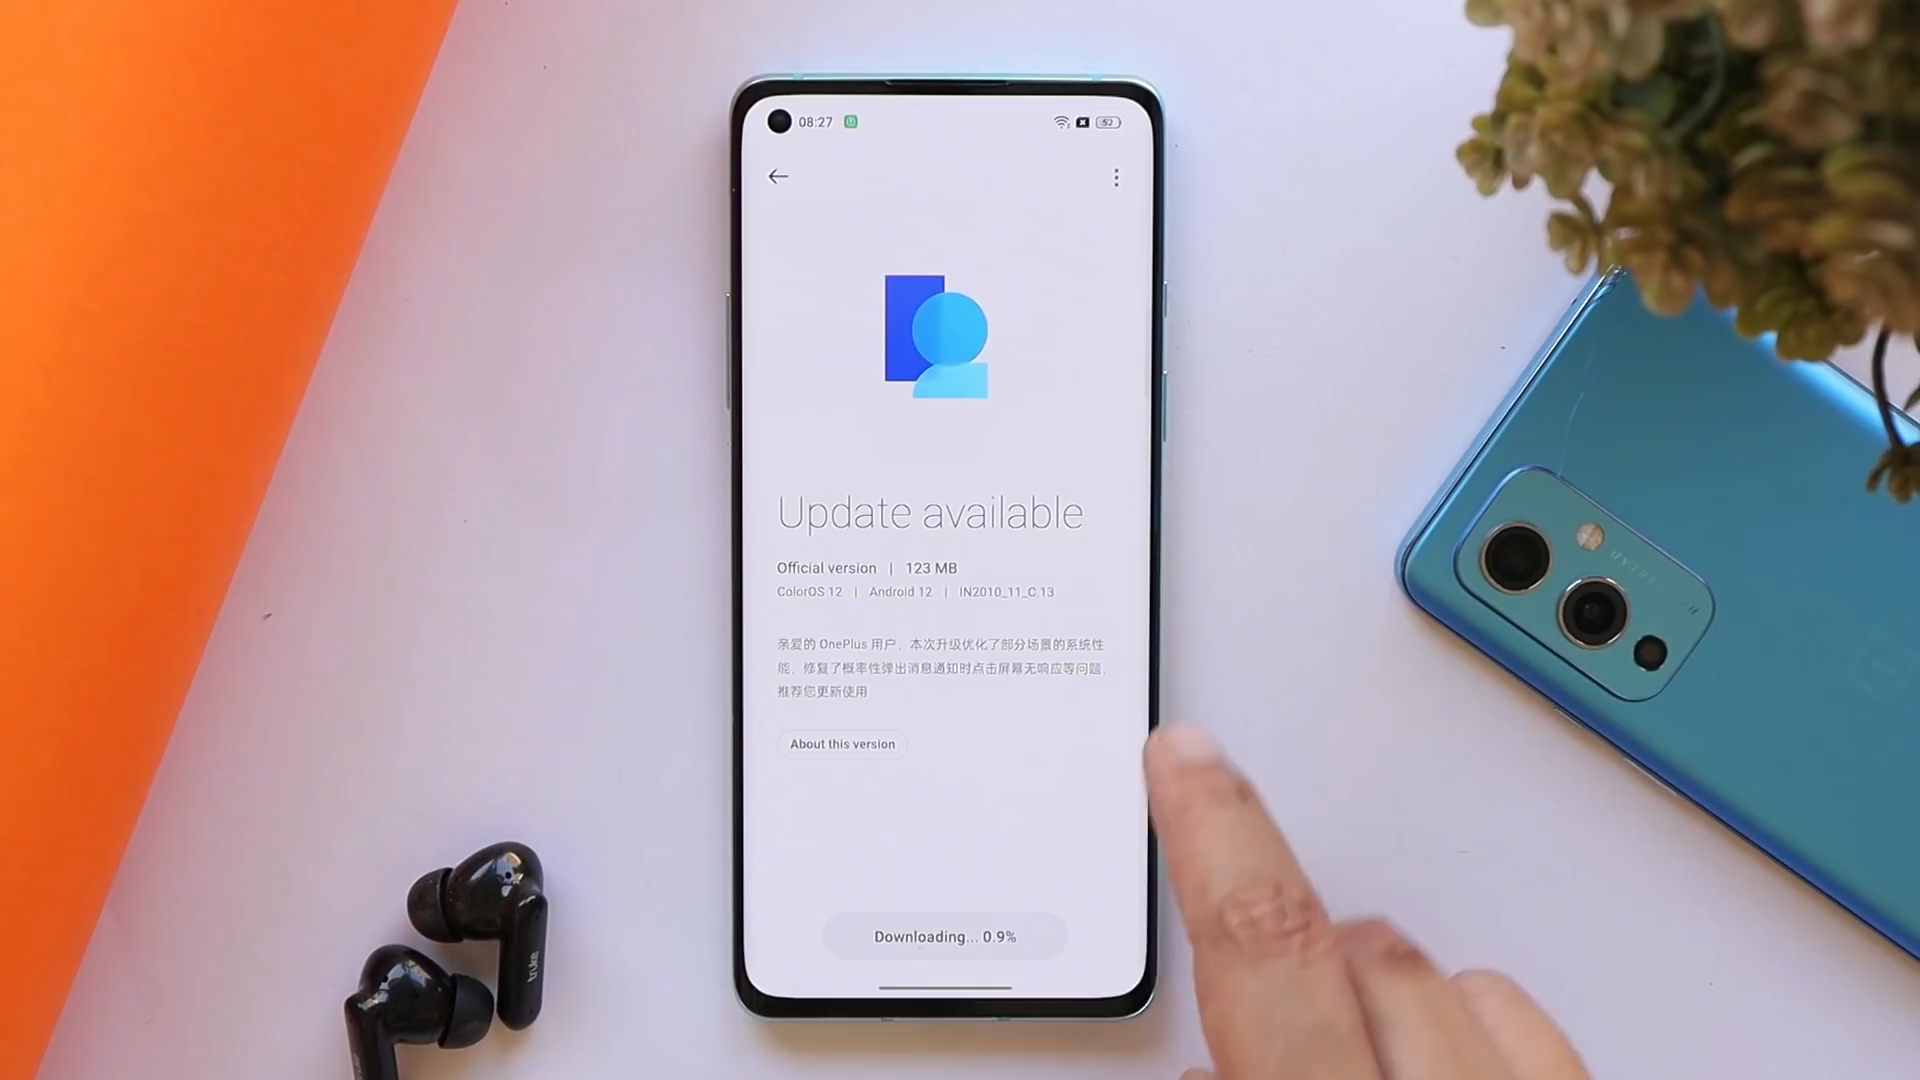 08:27
52
Update available
Official version | 123 MB
ColorOS 12 | Android 12 | IN2010_11_C.13
亲爱的 OnePlus 用户，本次升级优化了部分场景的系统性
能，修复了概率性弹出消息通知时点击屏幕无响应等问题，
推荐您更新使用
About this version
Downloading... 0.9%
truke